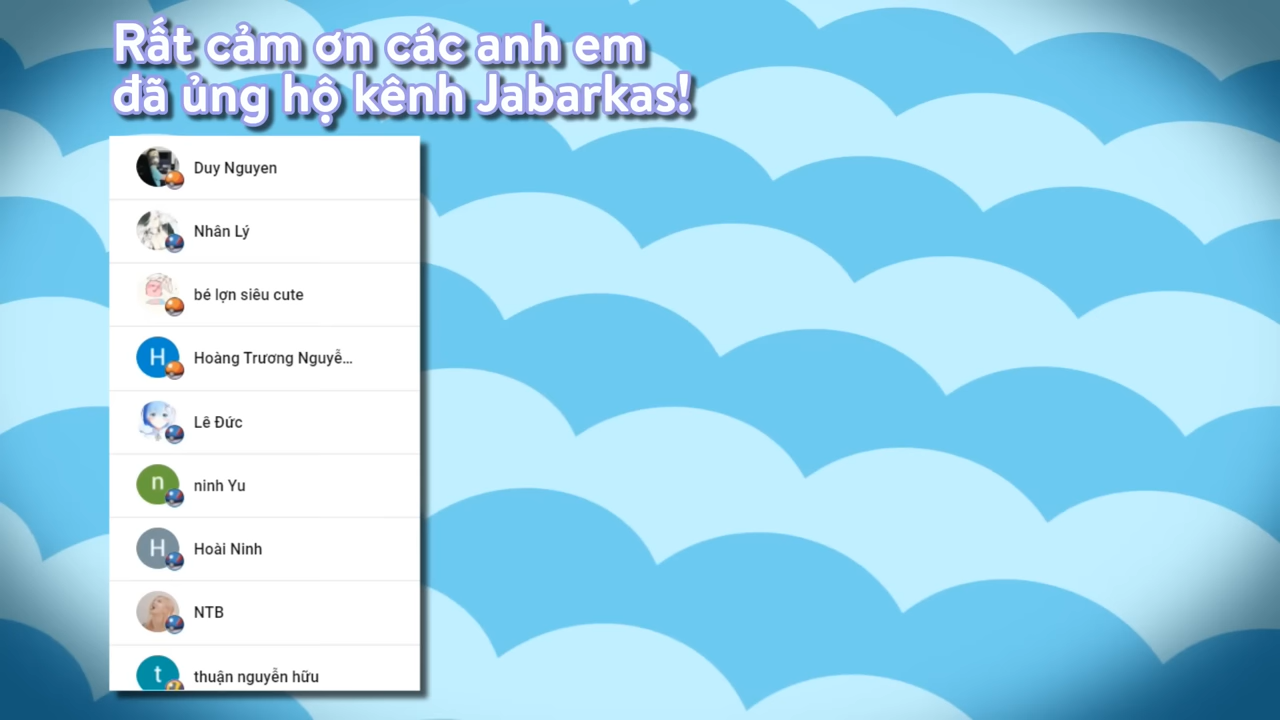 Rất cảm ơn các anh em
đã ủng hộ kênh Jabarkas!
Duy Nguyen
Nhân Lý
bé lợn siêu cute
H
Hoàng Trương Nguyễ...
Lê Đức
n
ninh Yu
H
Hoài Ninh
NTB
t
thuận nguyễn hữu